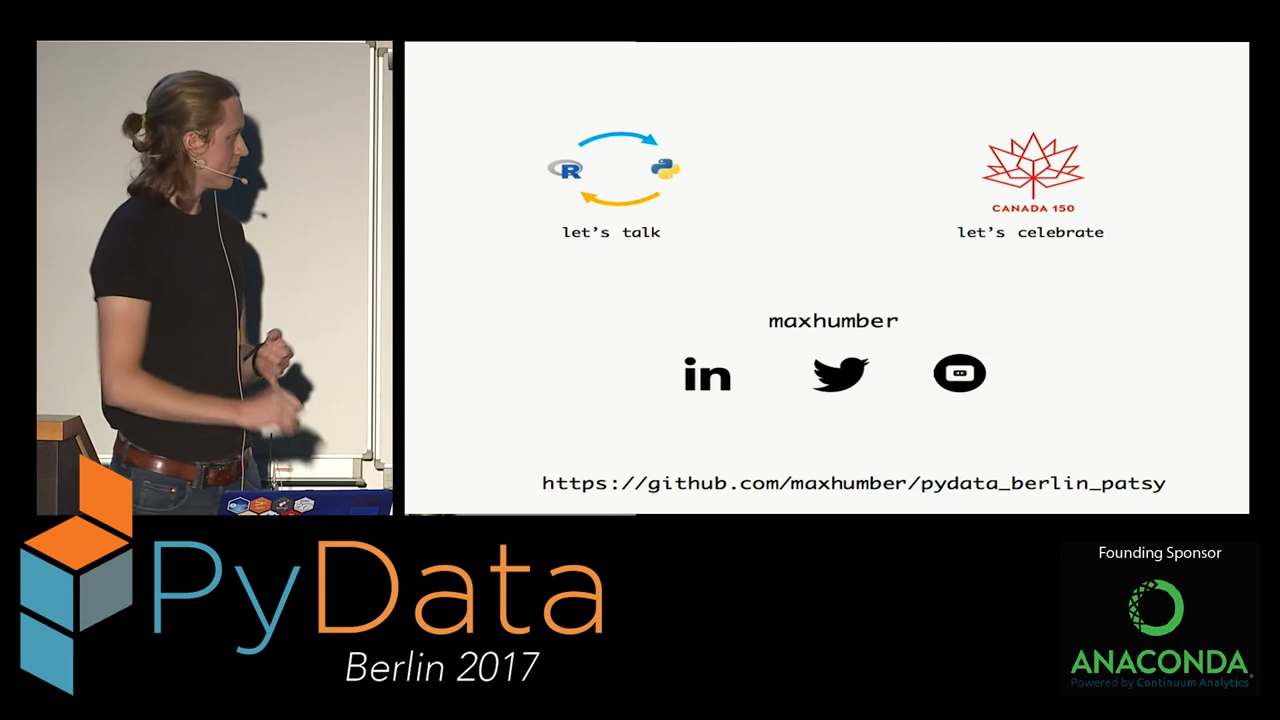 R
let's talk
CANADA 150
let's celebrate
maxhumber
in
https://github.com/maxhumber/pydata_berlin_patsy
PyData
Berlin 2017
Founding Sponsor
ANACONDA®
Powered by Continuum Analytics